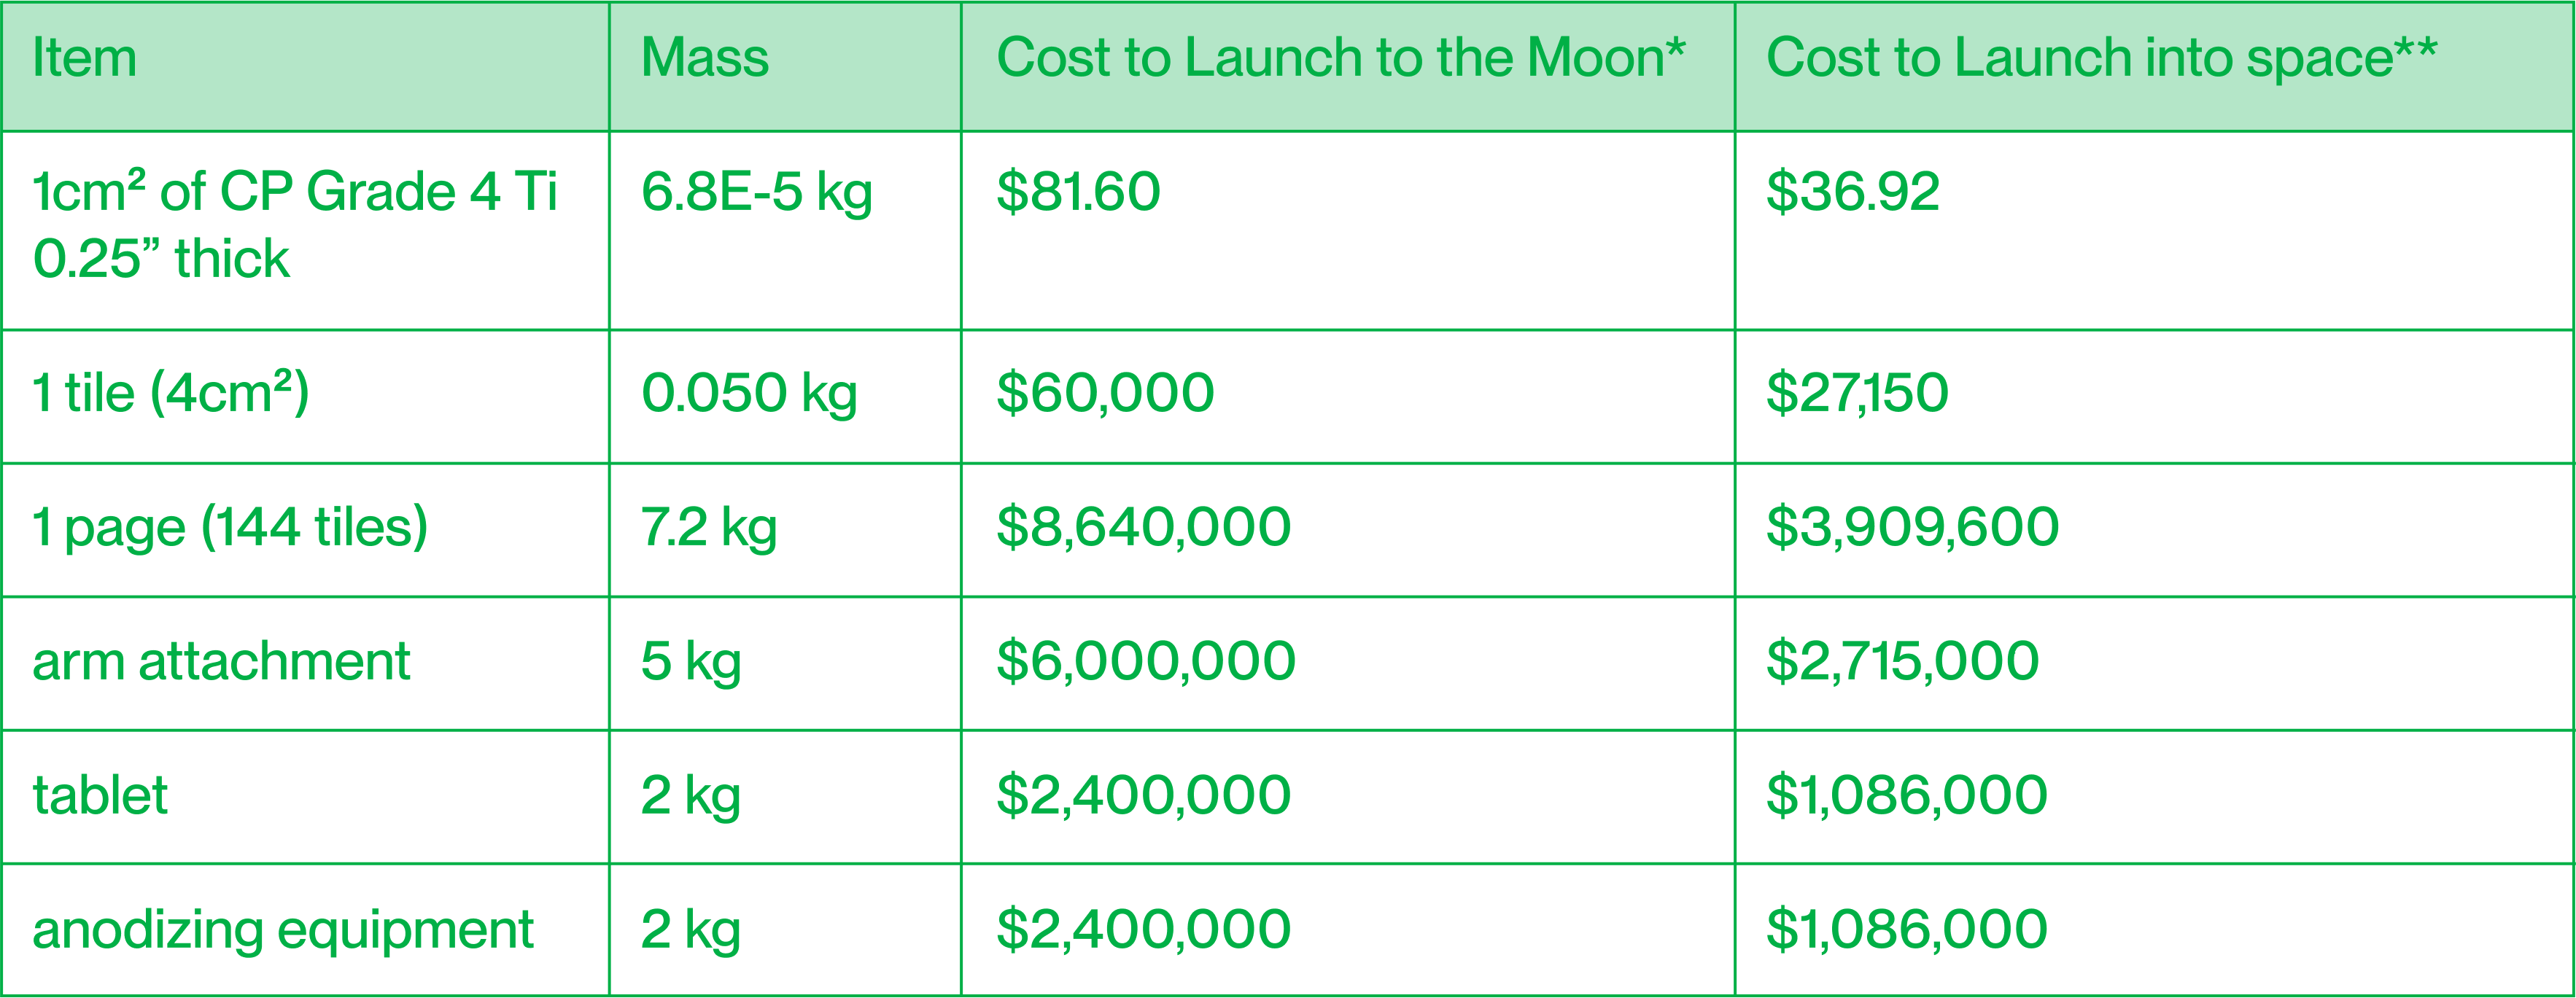 Item Mass Cost to Launch to the Moon* Cost to Launch into space**
1cm² of CP Grade 4 Ti 6.8E-5 kg $81.60 $36.92
0.25” thick
1 tile (4cm²) 0.050 kg $60,000 $27,150
1 page (144 tiles) 7.2 kg $8,640,000 $3,909,600
arm attachment 5 kg $6,000,000 $2,715,000
tablet 2 kg $2,400,000 $1,086,000
anodizing equipment 2 kg $2,400,000 $1,086,000